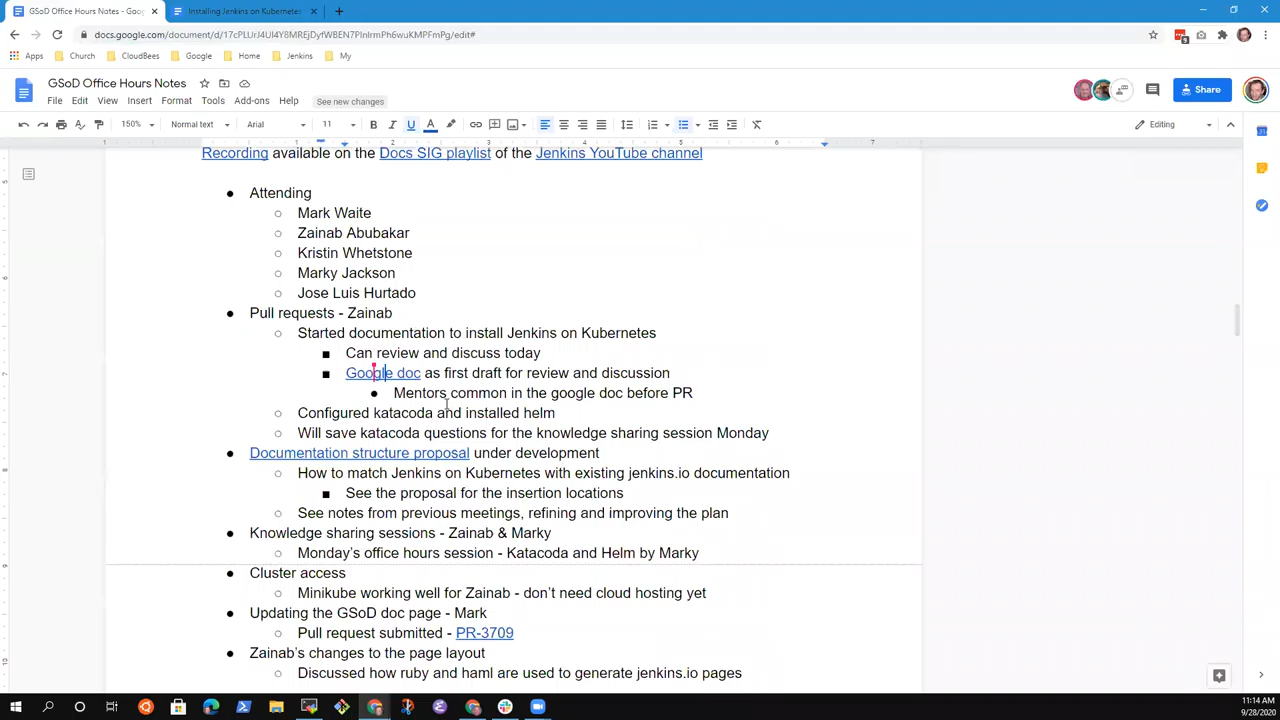 GSoD Office Hours Notes - Goo
Installing Jenkins on Kubernetes
docs.google.com/document/d/17cPLUrJ4UI4Y8MREjDyfWBEN7PInIrmPh6wuKMPFmPg/edit#
Apps Church CloudBees Google Home Jenkins My
GSoD Office Hours Notes
File Edit View Insert Format Tools Add-ons Help See new changes
Share
150% Normal text Arial 11 Editing
1 2 3 4 5 6 7
Recording available on the Docs SIG playlist of the Jenkins YouTube channel
● Attending
○ Mark Waite
○ Zainab Abubakar
○ Kristin Whetstone
○ Marky Jackson
○ Jose Luis Hurtado
● Pull requests - Zainab
○ Started documentation to install Jenkins on Kubernetes
■ Can review and discuss today
■ Google doc as first draft for review and discussion
● Mentors common in the google doc before PR
○ Configured katacoda and installed helm
○ Will save katacoda questions for the knowledge sharing session Monday
● Documentation structure proposal under development
○ How to match Jenkins on Kubernetes with existing jenkins.io documentation
■ See the proposal for the insertion locations
○ See notes from previous meetings, refining and improving the plan
● Knowledge sharing sessions - Zainab & Marky
○ Monday's office hours session - Katacoda and Helm by Marky
● Cluster access
○ Minikube working well for Zainab - don't need cloud hosting yet
● Updating the GSoD doc page - Mark
○ Pull request submitted - PR-3709
● Zainab's changes to the page layout
○ Discussed how ruby and haml are used to generate jenkins.io pages
11:14 AM
9/28/2020